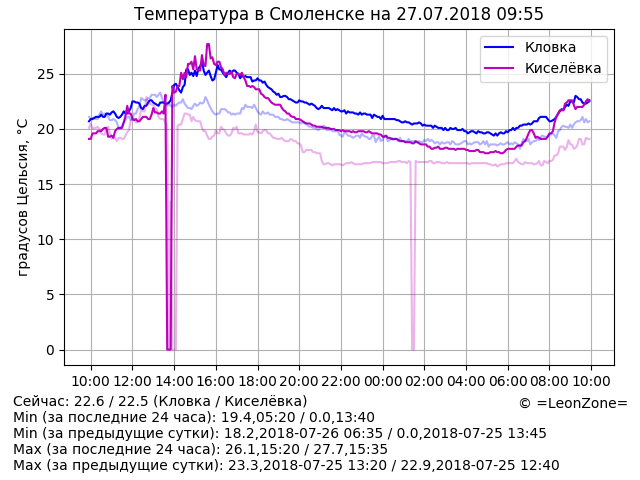 Температура в Смоленске на 27.07.2018 09:55
Кловка
Киселёвка
градусов Цельсия, °C
25
20
15
10
5
0
10:00 12:00 14:00 16:00 18:00 20:00 22:00 00:00 02:00 04:00 06:00 08:00 10:00
Сейчас: 22.6 / 22.5 (Кловка / Киселёвка)
© =LeonZone=
Min (за последние 24 часа): 19.4,05:20 / 0.0,13:40
Min (за предыдущие сутки): 18.2,2018-07-26 06:35 / 0.0,2018-07-25 13:45
Max (за последние 24 часа): 26.1,15:20 / 27.7,15:35
Max (за предыдущие сутки): 23.3,2018-07-25 13:20 / 22.9,2018-07-25 12:40